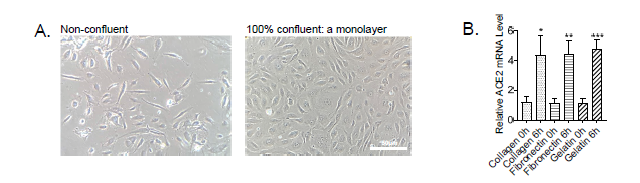 A.
Non-confluent
100% confluent: a monolayer
50µm
B.
Relative ACE2 mRNA Level
6
4
2
0
*
**
***
Collagen 0h
Collagen 6h
Fibronectin 0h
Fibronectin 6h
Gelatin 0h
Gelatin 6h